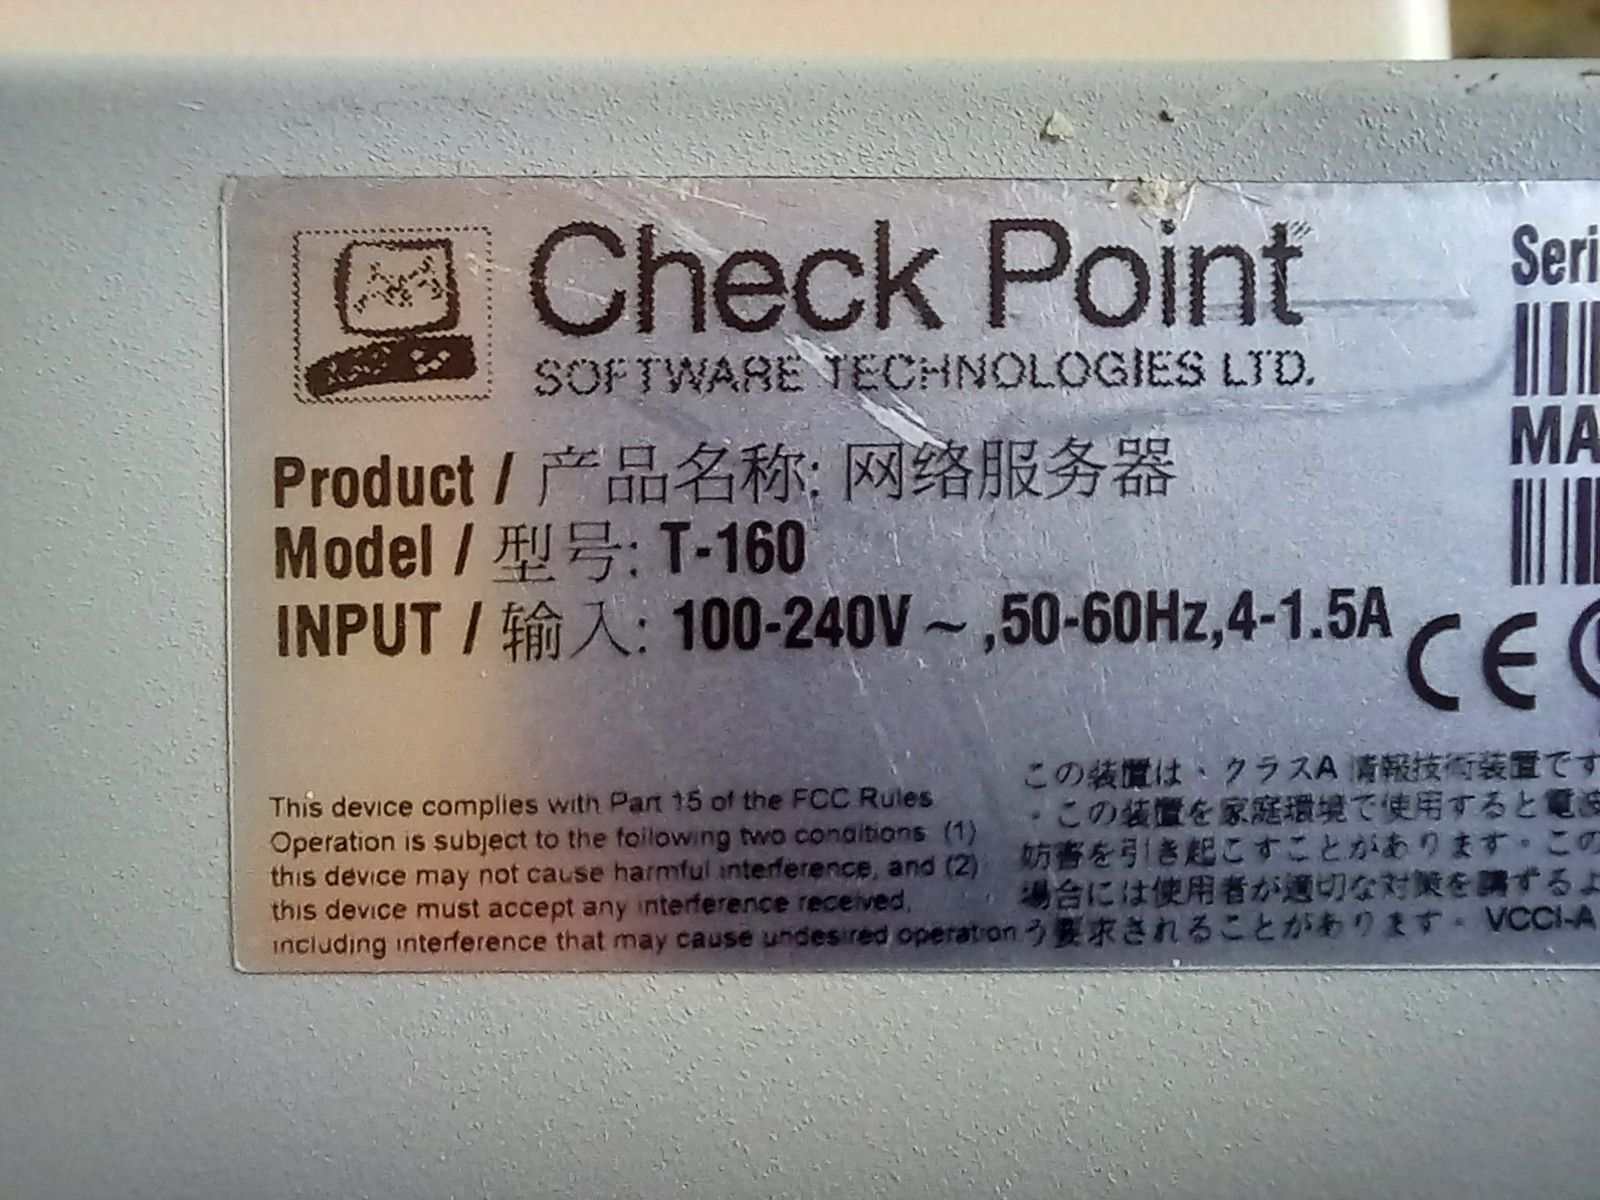 Check Point
SOFTWARE TECHNOLOGIES LTD.
Seri
MA
Product / 产品名称: 网络服务器
Model / 型号: T-160
INPUT / 输入: 100-240V ~ ,50-60Hz,4-1.5A
CE
This device complies with Part 15 of the FCC Rules
Operation is subject to the following two conditions (1)
this device may not cause harmful interference, and (2)
this device must accept any interference received,
including interference that may cause undesired operation
この装置は、クラスA 情報技術装置です
。この装置を家庭環境で使用すると電波
妨害を引き起こすことがあります。この
場合には使用者が適切な対策を講ずるよ
う要求されることがあります。 VCCI-A